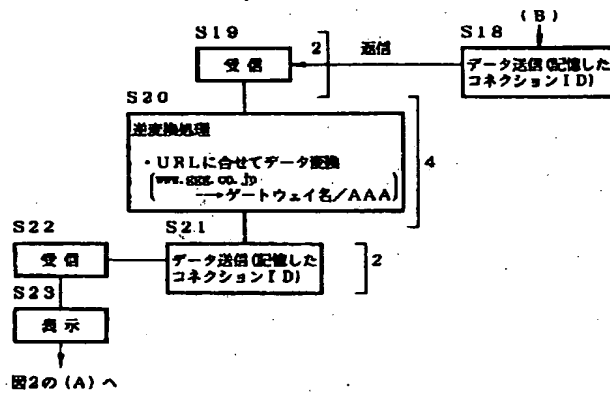 (B)
S19
2
返信
S18
受信
データ送信(記憶した
コネクションID)
S20
逆変換処理
・URLに合せてデータ変換
www.ggg.co.jp
→ゲートウェイ名/AAA
4
S21
S22
受信
データ送信(記憶した
コネクションID)
2
S23
表示
図2の(A)へ